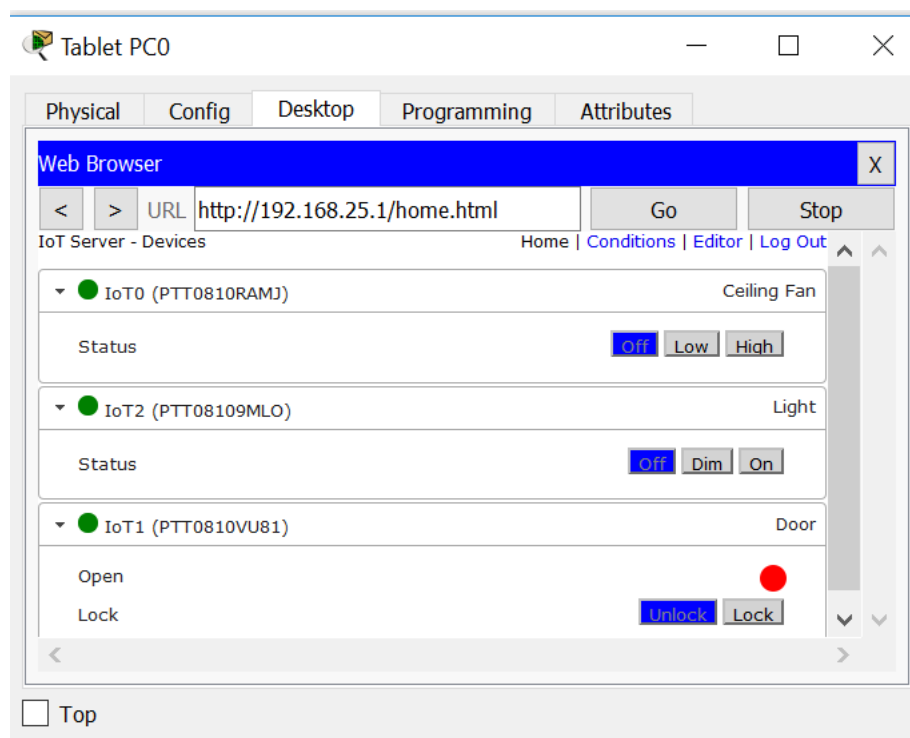 Tablet PC0
Physical Config Desktop Programming Attributes
Web Browser X
< > URL http://192.168.25.1/home.html Go Stop
IoT Server - Devices Home | Conditions | Editor | Log Out
IoT0 (PTT0810RAMJ) Ceiling Fan
Status Off Low High
IoT2 (PTT08109MLO) Light
Status Off Dim On
IoT1 (PTT0810VU81) Door
Open
Lock Unlock Lock
Top